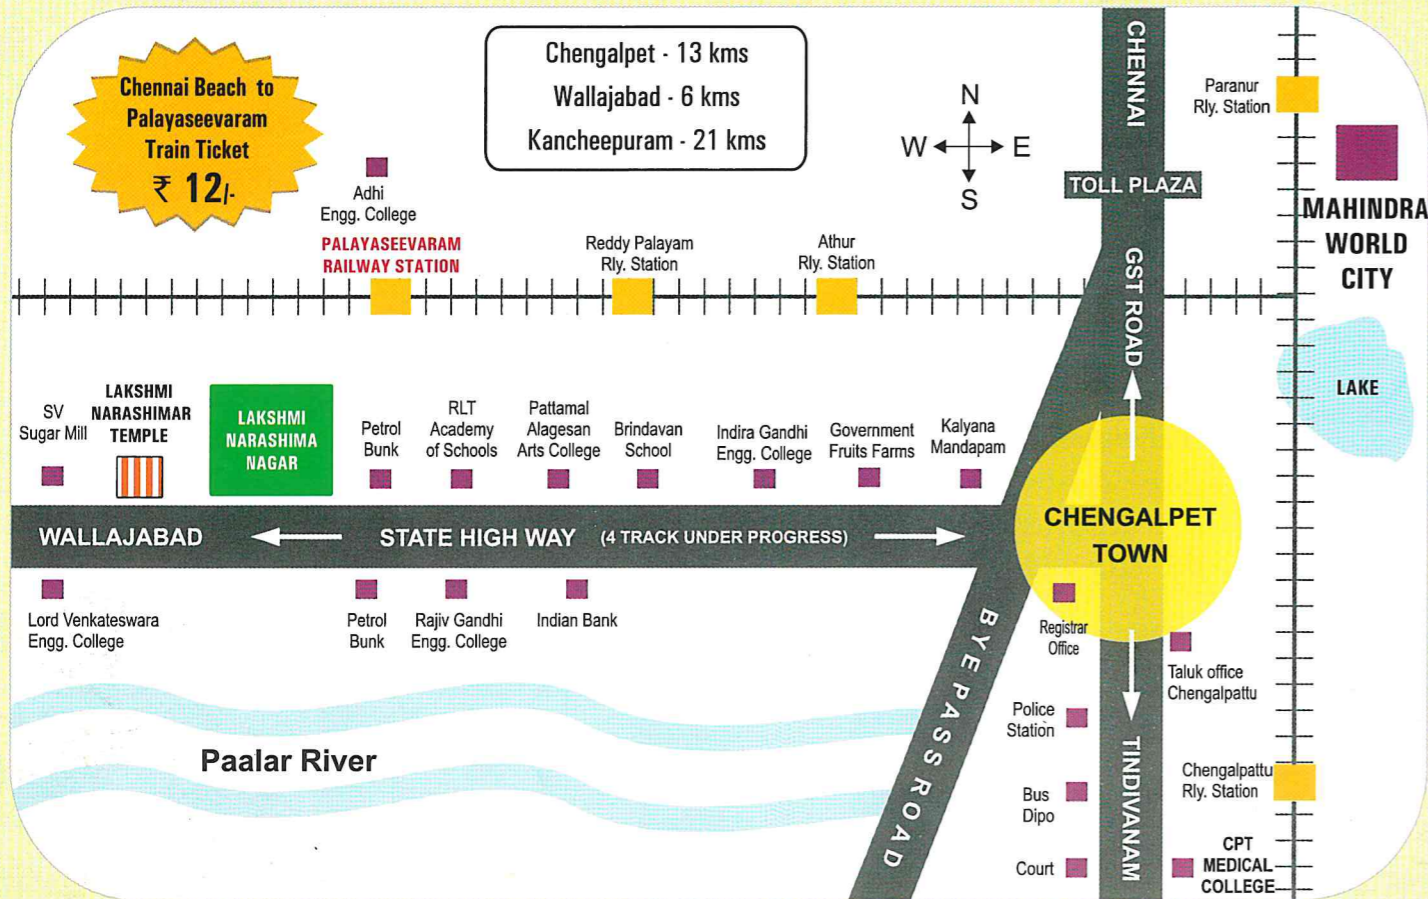 Chennai Beach to
Palayaseevaram
Train Ticket
₹ 12/-
Chengalpet - 13 kms
Wallajabad - 6 kms
Kancheepuram - 21 kms
N
W E
S
CHENNAI
TOLL PLAZA
GST ROAD
Paranur
Rly. Station
MAHINDRA
WORLD
CITY
LAKE
Adhi
Engg. College
PALAYASEEVARAM
RAILWAY STATION
Reddy Palayam
Rly. Station
Athur
Rly. Station
SV
Sugar Mill
LAKSHMI
NARASHIMAR
TEMPLE
LAKSHMI
NARASHIMA
NAGAR
Petrol
Bunk
RLT
Academy
of Schools
Pattamal
Alagesan
Arts College
Brindavan
School
Indira Gandhi
Engg. College
Government
Fruits Farms
Kalyana
Mandapam
WALLAJABAD
STATE HIGH WAY (4 TRACK UNDER PROGRESS)
CHENGALPET
TOWN
Lord Venkateswara
Engg. College
Petrol
Bunk
Rajiv Gandhi
Engg. College
Indian Bank
BYEPASS ROAD
Registrar
Office
Taluk office
Chengalpattu
Police
Station
Paalar River
TINDIVANAM
Chengalpattu
Rly. Station
Bus
Dipo
Court
CPT
MEDICAL
COLLEGE